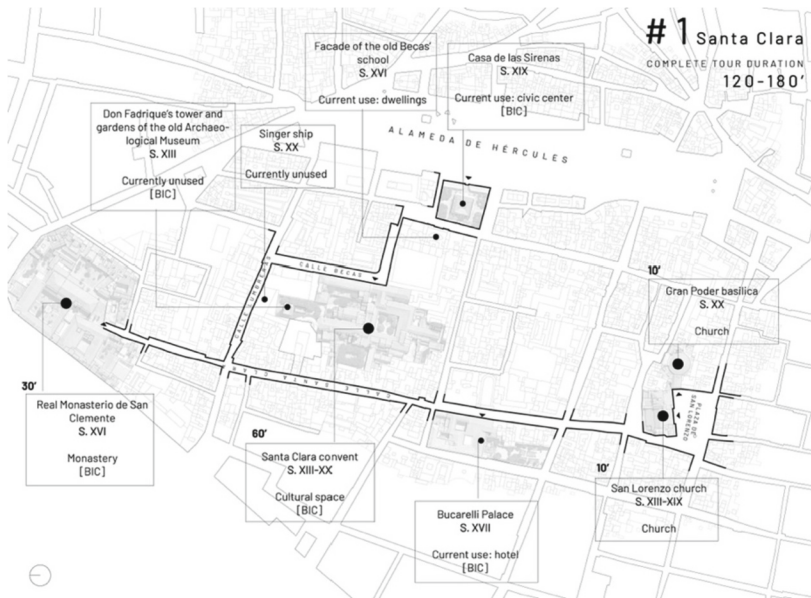 # 1 Santa Clara
COMPLETE TOUR DURATION
120-180'
Facade of the old Becas'
school
S. XVI
Current use: dwellings
Casa de las Sirenas
S. XIX
Current use: civic center
[BIC]
Don Fadrique's tower and
gardens of the old Archaeo-
logical Museum
S. XIII
Currently unused
[BIC]
Singer ship
S. XX
Currently unused
ALAMEDA DE HÉRCULES
CALLE BECAS
CALLE SANTA CLARA
10'
Gran Poder basílica
S. XX
Church
PLAZA DE
SAN LORENZO
30'
Real Monasterio de San
Clemente
S. XVI
Monastery
[BIC]
60'
Santa Clara convent
S. XIII-XX
Cultural space
[BIC]
Bucarelli Palace
S. XVII
Current use: hotel
[BIC]
10'
San Lorenzo church
S. XIII-XIX
Church